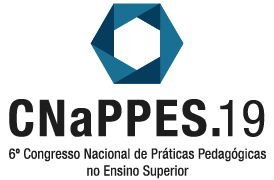 CNaPPES.19
6º Congresso Nacional de Práticas Pedagógicas
no Ensino Superior